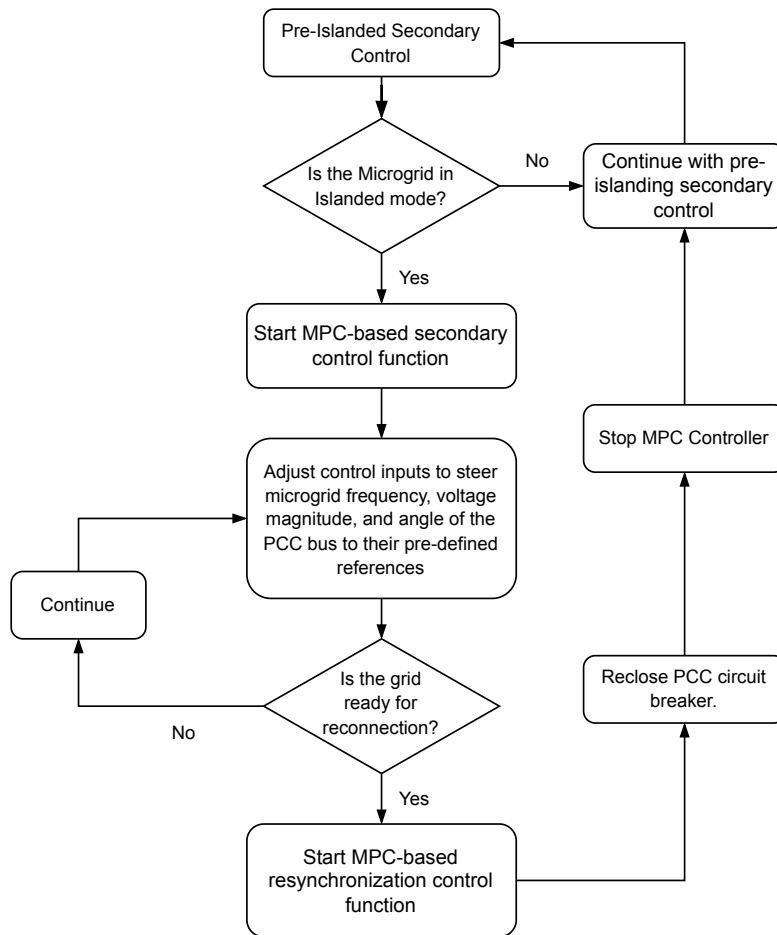 Pre-Islanded Secondary
Control
Is the Microgrid in
Islanded mode?
No
Continue with pre-
islanding secondary
control
Yes
Start MPC-based secondary
control function
Stop MPC Controller
Adjust control inputs to steer
microgrid frequency, voltage
magnitude, and angle of the
PCC bus to their pre-defined
references
Continue
Is the grid
ready for
reconnection?
Reclose PCC circuit
breaker.
No
Yes
Start MPC-based
resynchronization control
function